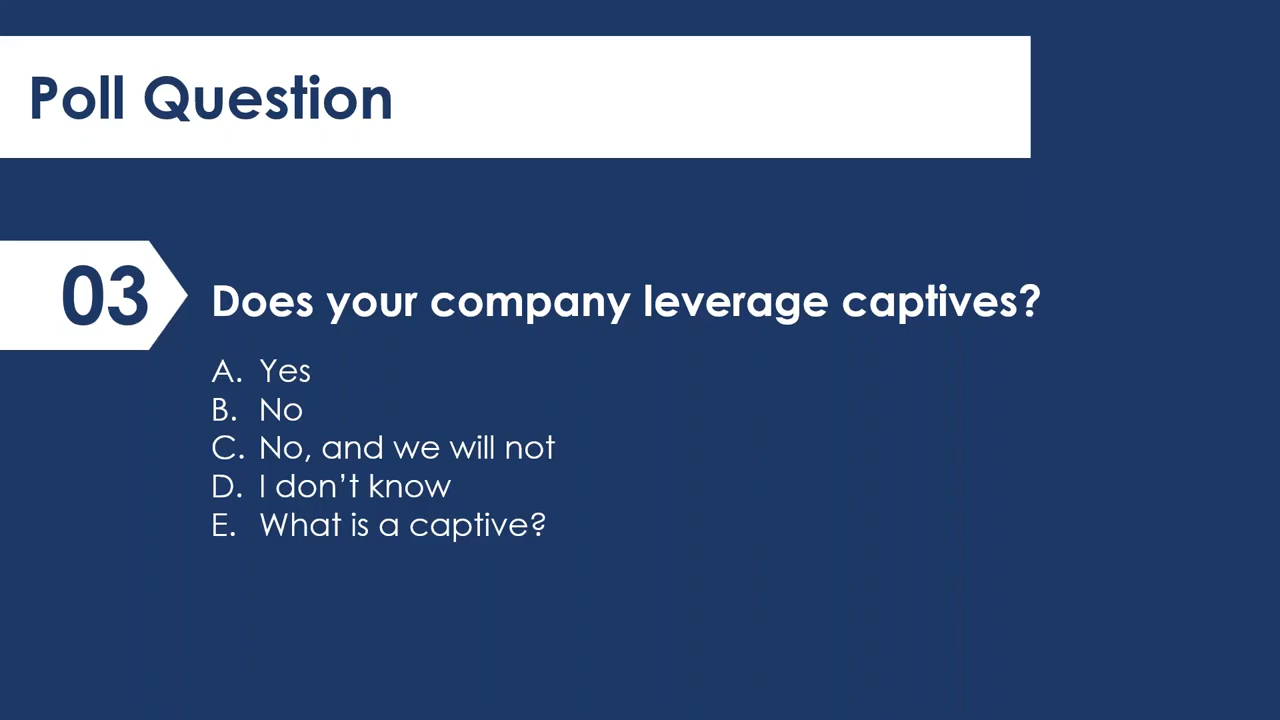 Poll Question
03
Does your company leverage captives?
A. Yes
B. No
C. No, and we will not
D. I don’t know
E. What is a captive?